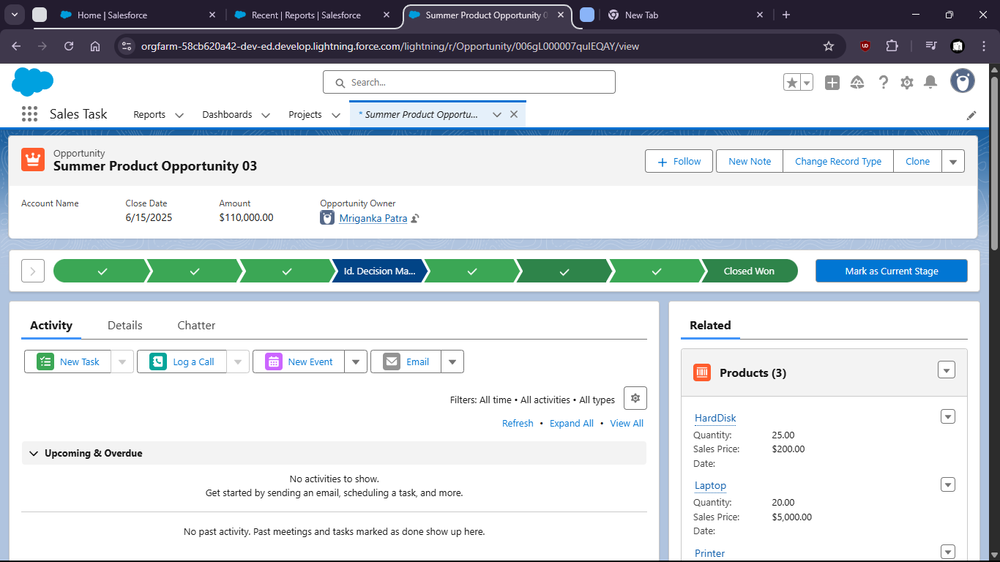 Home | Salesforce
Recent | Reports | Salesforce
Summer Product Opportunity 0
New Tab
orgfarm-58cb620a42-dev-ed.develop.lightning.force.com/lightning/r/Opportunity/006gL000007qulEQAY/view
Search...
Sales Task
Reports
Dashboards
Projects
* Summer Product Opportu...
Opportunity
Summer Product Opportunity 03
Follow
New Note
Change Record Type
Clone
Account Name
Close Date
6/15/2025
Amount
$110,000.00
Opportunity Owner
Mriganka Patra
Id. Decision Ma...
Closed Won
Mark as Current Stage
Activity
Details
Chatter
New Task
Log a Call
New Event
Email
Filters: All time • All activities • All types
Refresh • Expand All • View All
Upcoming & Overdue
No activities to show.
Get started by sending an email, scheduling a task, and more.
No past activity. Past meetings and tasks marked as done show up here.
Related
Products (3)
HardDisk
Quantity: 25.00
Sales Price: $200.00
Date:
Laptop
Quantity: 20.00
Sales Price: $5,000.00
Date:
Printer